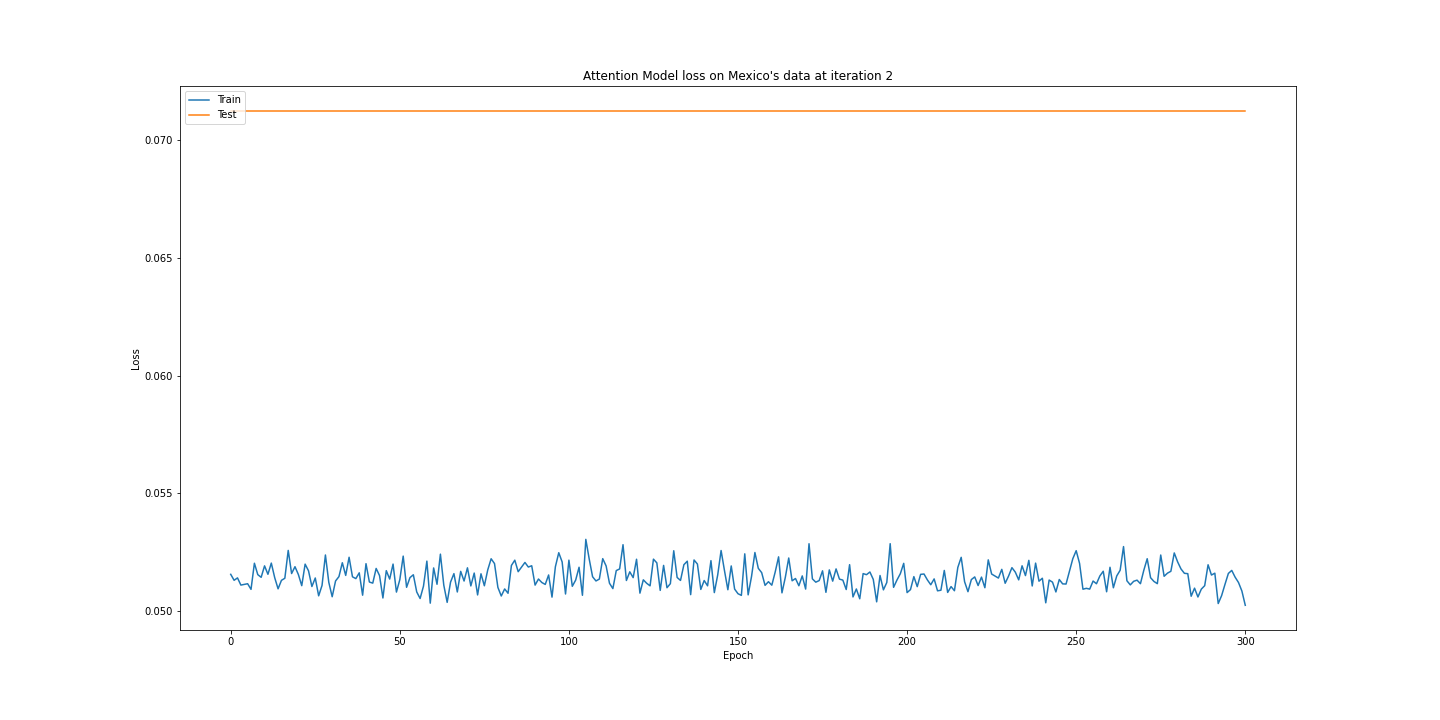 Attention Model loss on Mexico's data at iteration 2
Train
Test
0.070
0.065
0.060
0.055
0.050
Loss
0 50 100 150 200 250 300
Epoch